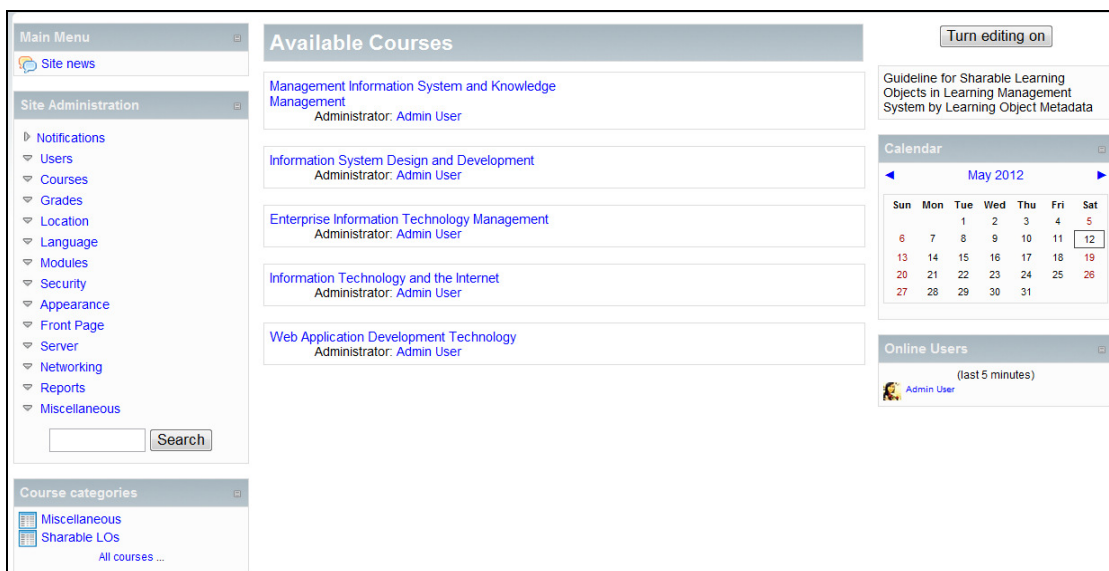 Main Menu
Site news
Site Administration
Notifications
Users
Courses
Grades
Location
Language
Modules
Security
Appearance
Front Page
Server
Networking
Reports
Miscellaneous
Search
Course categories
Miscellaneous
Sharable LOs
All courses ...
Available Courses
Management Information System and Knowledge
Management
Administrator: Admin User
Information System Design and Development
Administrator: Admin User
Enterprise Information Technology Management
Administrator: Admin User
Information Technology and the Internet
Administrator: Admin User
Web Application Development Technology
Administrator: Admin User
Turn editing on
Guideline for Sharable Learning
Objects in Learning Management
System by Learning Object Metadata
Calendar
May 2012
Sun Mon Tue Wed Thu Fri Sat
1 2 3 4 5
6 7 8 9 10 11 12
13 14 15 16 17 18 19
20 21 22 23 24 25 26
27 28 29 30 31
Online Users
(last 5 minutes)
Admin User